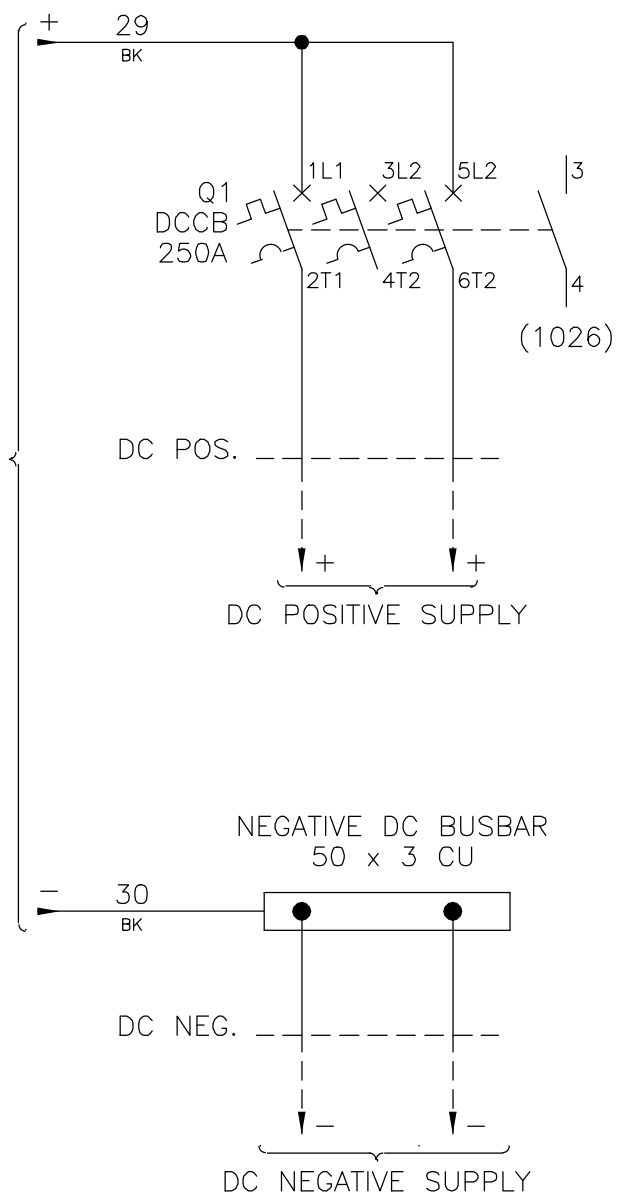 + 29
BK
1L1 3L2 5L2 3
Q1
DCCB
250A
2T1 4T2 6T2 4
(1026)
DC POS.
+ +
DC POSITIVE SUPPLY
NEGATIVE DC BUSBAR
50 x 3 CU
− 30
BK
DC NEG.
− −
DC NEGATIVE SUPPLY